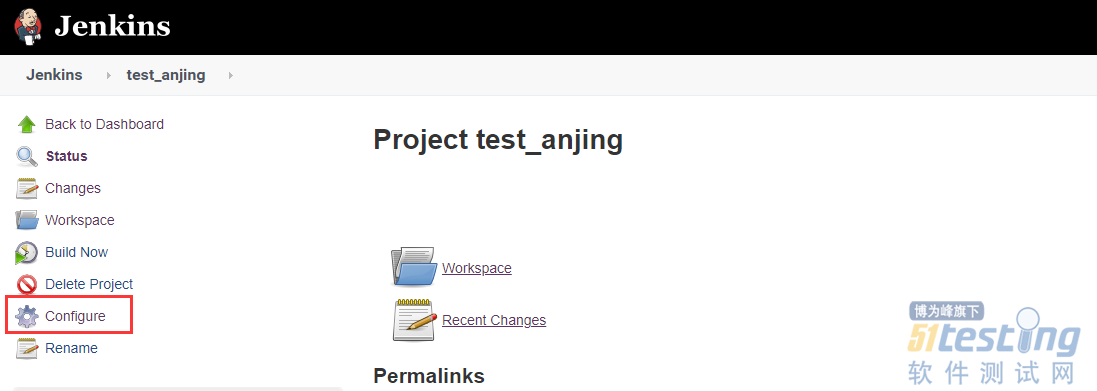 Jenkins
Jenkins test_anjing
Back to Dashboard
Status
Changes
Workspace
Build Now
Delete Project
Configure
Rename
Project test_anjing
Workspace
Recent Changes
Permalinks
博为峰旗下
51testing
软件测试网